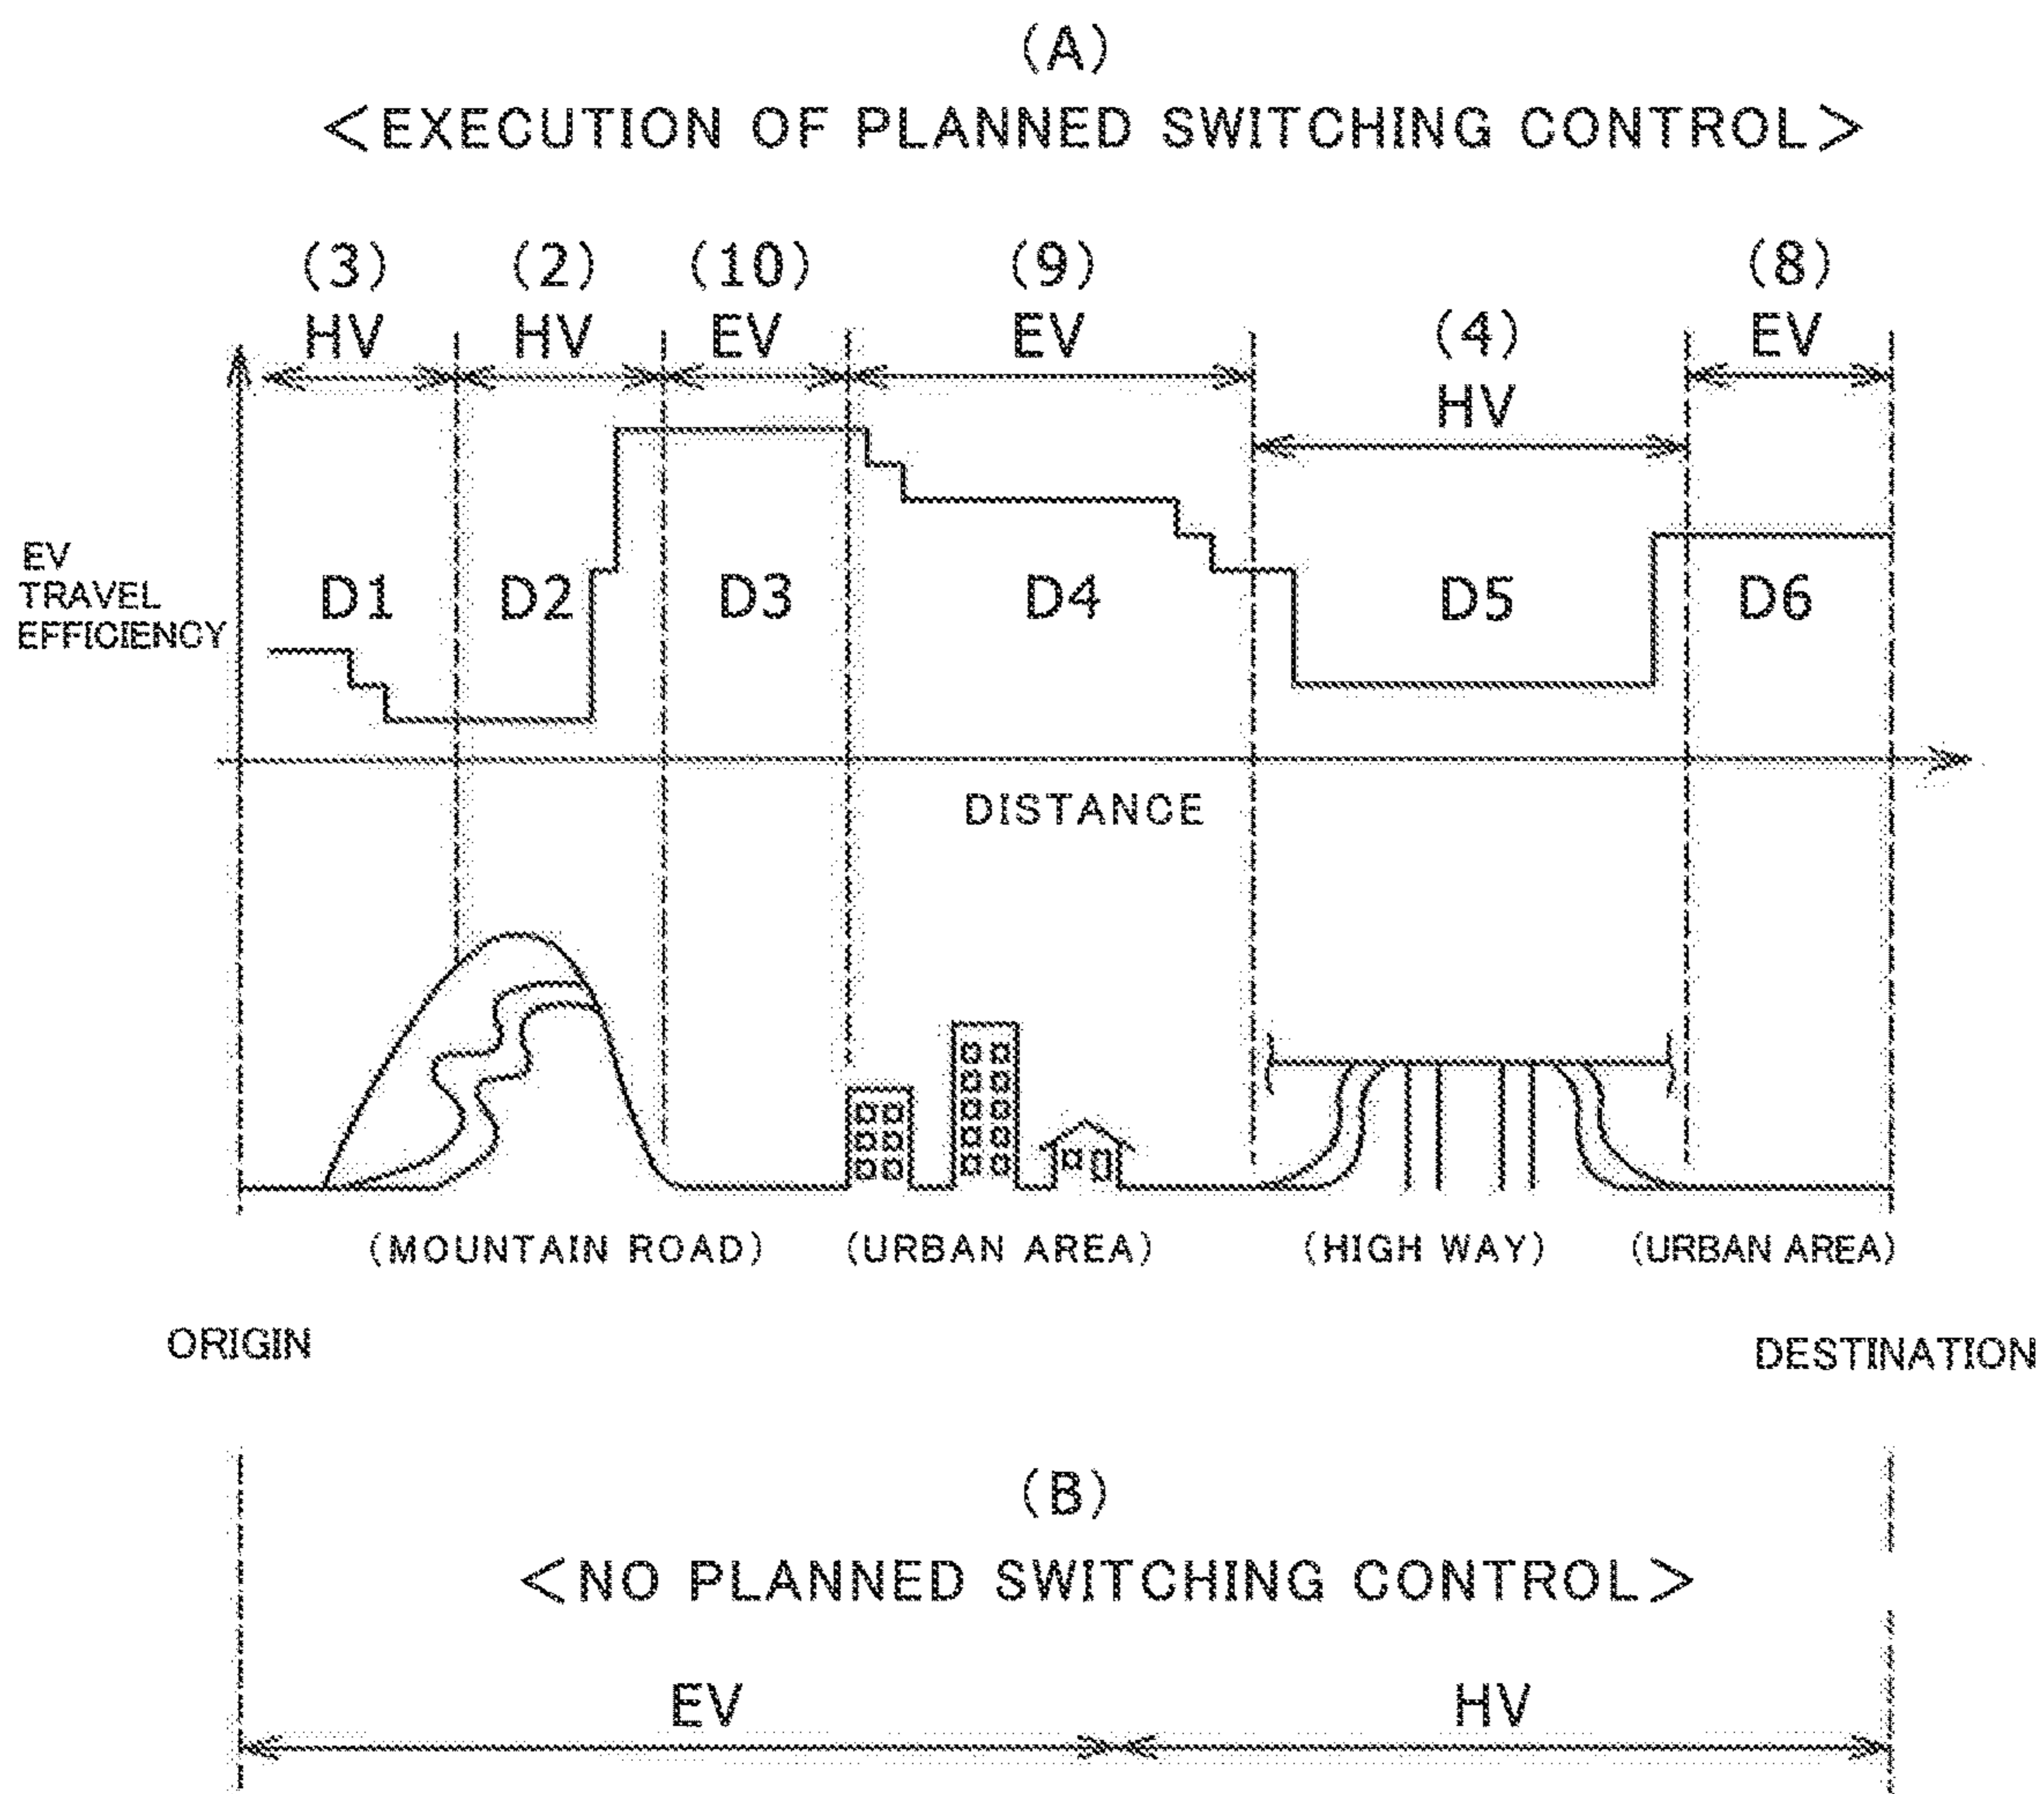 (A)
<EXECUTION OF PLANNED SWITCHING CONTROL>
(3) (2) (10) (9) (8)
HV HV EV EV (4) EV
HV
EV
TRAVEL
EFFICIENCY
D1 D2 D3 D4 D5 D6
DISTANCE
(MOUNTAIN ROAD) (URBAN AREA) (HIGH WAY) (URBAN AREA)
ORIGIN DESTINATION
(B)
<NO PLANNED SWITCHING CONTROL>
EV HV